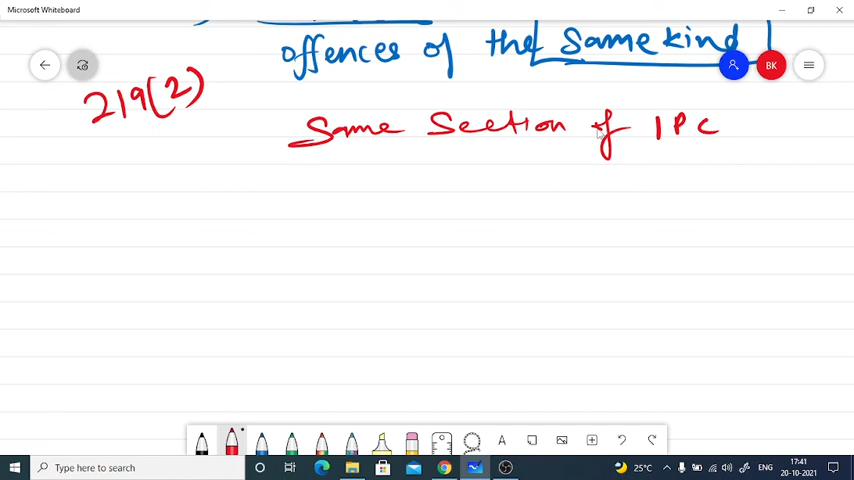 Microsoft Whiteboard
offences of the Same kind
BK
219(2)
Same Section of IPC
A
Type here to search
25°C
ENG
17:41
20-10-2021